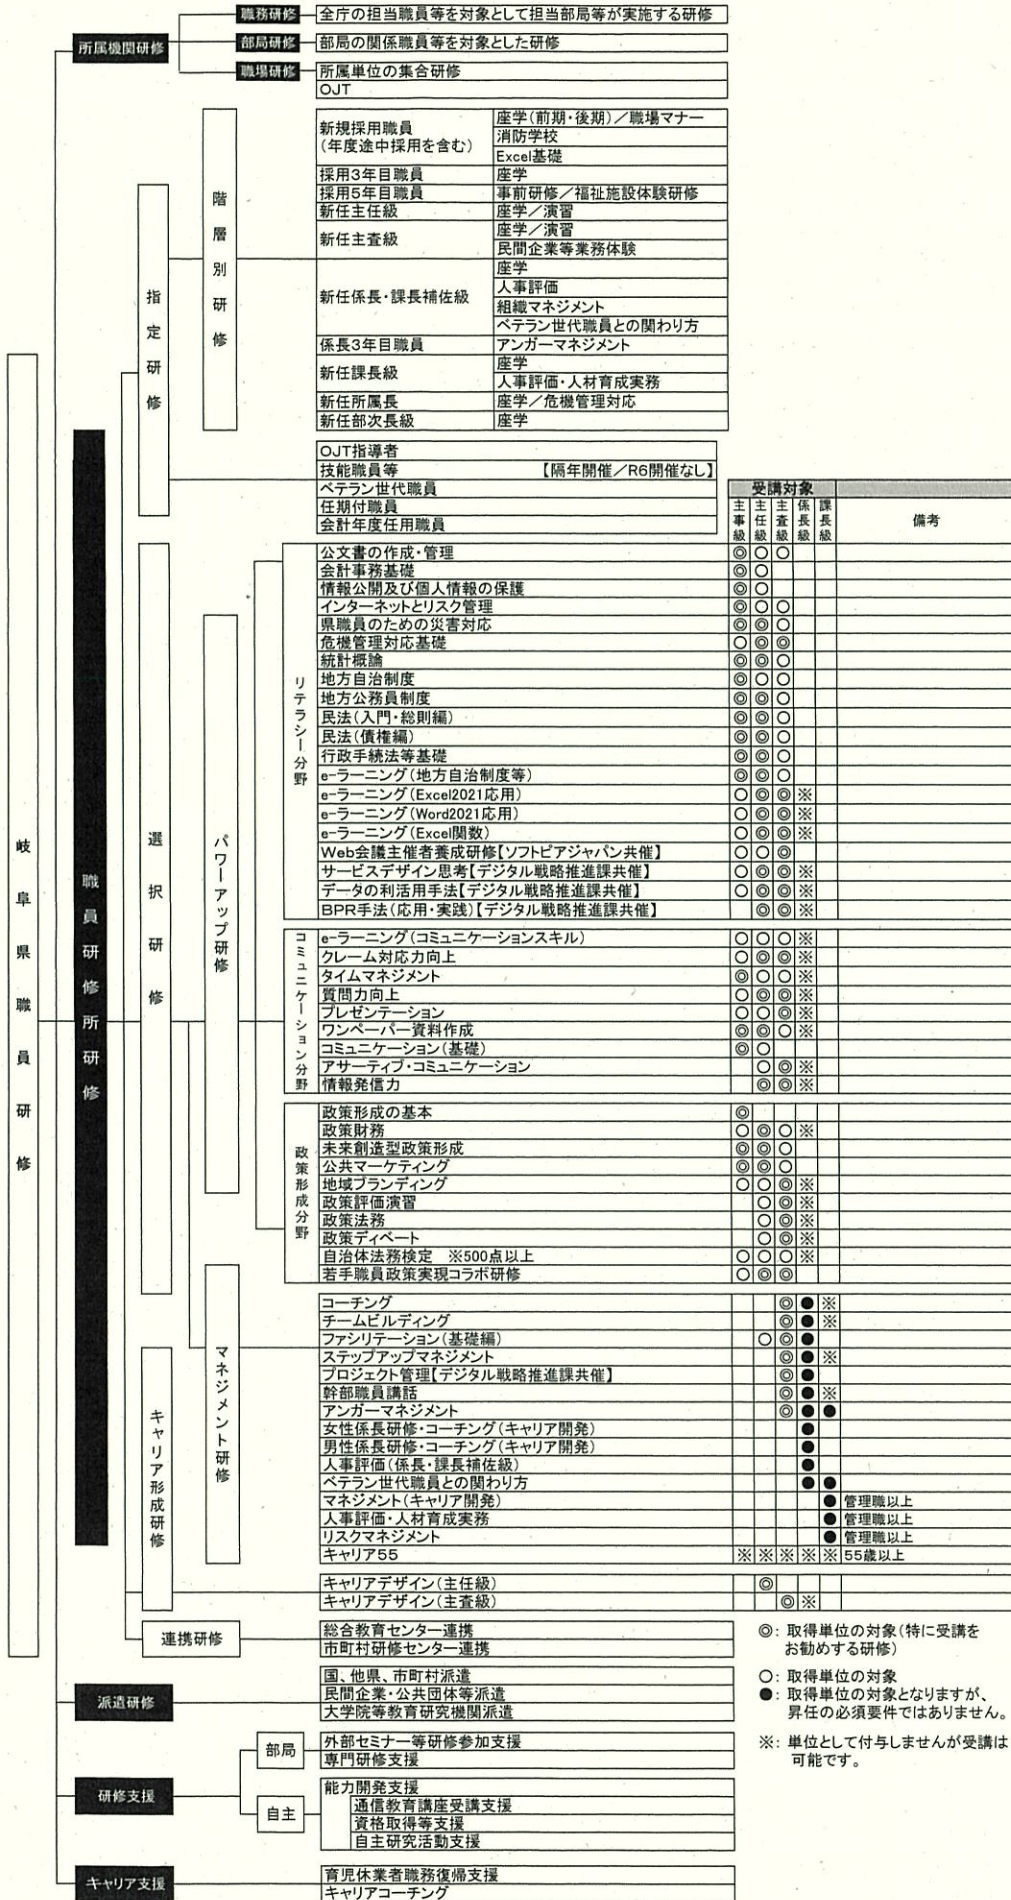 岐阜県職員研修
所属機関研修
職務研修 全庁の担当職員等を対象として担当部局等が実施する研修
部局研修 部局の関係職員等を対象とした研修
職場研修 所属単位の集合研修
OJT
職員研修所研修
指定研修
階層別研修
新規採用職員 座学(前期・後期)/職場マナー
(年度途中採用を含む) 消防学校
Excel基礎
採用3年目職員 座学
採用5年目職員 事前研修/福祉施設体験研修
新任主任級 座学/演習
新任主査級 座学/演習
民間企業等業務体験
新任係長・課長補佐級 座学
人事評価
組織マネジメント
ベテラン世代職員との関わり方
係長3年目職員 アンガーマネジメント
新任課長級 座学
人事評価・人材育成実務
新任所属長 座学/危機管理対応
新任部次長級 座学
OJT指導者
技能職員等 【隔年開催/R6開催なし】
ベテラン世代職員
任期付職員
会計年度任用職員
受講対象
主事級 主任級 主査級 係長級 課長級 備考
選択研修
パワーアップ研修
リテラシー分野
公文書の作成・管理 ◎ ○ ○
会計事務基礎 ◎ ○
情報公開及び個人情報の保護 ◎ ○
インターネットとリスク管理 ◎ ○ ○
県職員のための災害対応 ◎ ◎ ○
危機管理対応基礎 ○ ◎ ◎
統計概論 ◎ ◎ ○
地方自治制度 ◎ ○ ○
地方公務員制度 ◎ ◎ ○
民法(入門・総則編) ◎ ◎ ○
民法(債権編) ◎ ◎ ○
行政手続法等基礎 ◎ ◎ ○
e-ラーニング(地方自治制度等) ◎ ◎ ○
e-ラーニング(Excel2021応用) ○ ◎ ◎ ※
e-ラーニング(Word2021応用) ○ ◎ ◎ ※
e-ラーニング(Excel関数) ○ ◎ ◎ ※
Web会議主催者養成研修【ソフトピアジャパン共催】 ○ ○ ◎
サービスデザイン思考【デジタル戦略推進課共催】 ○ ◎ ◎ ※
データの利活用手法【デジタル戦略推進課共催】 ○ ◎ ◎ ※
BPR手法(応用・実践)【デジタル戦略推進課共催】 ◎ ◎ ※
コミュニケーション分野
e-ラーニング(コミュニケーションスキル) ○ ○ ○ ※
クレーム対応力向上 ○ ◎ ◎ ※
タイムマネジメント ◎ ○ ○ ※
質問力向上 ○ ◎ ◎ ※
プレゼンテーション ○ ○ ◎ ※
ワンペーパー資料作成 ◎ ◎ ○ ※
コミュニケーション(基礎) ◎ ○
アサーティブ・コミュニケーション ○ ◎ ※
情報発信力 ◎ ◎ ※
政策形成分野
政策形成の基本 ◎
政策財務 ○ ◎ ○ ※
未来創造型政策形成 ◎ ◎ ○
公共マーケティング ◎ ◎ ○
地域ブランディング ○ ○ ◎ ※
政策評価演習 ○ ◎ ※
政策法務 ○ ◎ ※
政策ディベート ○ ◎ ※
自治体法務検定 ※500点以上 ○ ○ ○ ※
若手職員政策実現コラボ研修 ○ ◎ ◎
マネジメント研修
コーチング ◎ ● ※
チームビルディング ◎ ● ※
ファシリテーション(基礎編) ○ ◎ ●
ステップアップマネジメント ◎ ● ※
プロジェクト管理【デジタル戦略推進課共催】 ◎ ●
幹部職員講話 ◎ ● ※
アンガーマネジメント ◎ ● ●
女性係長研修・コーチング(キャリア開発) ●
男性係長研修・コーチング(キャリア開発) ●
人事評価(係長・課長補佐級) ●
ベテラン世代職員との関わり方 ● ●
マネジメント(キャリア開発) ● 管理職以上
人事評価・人材育成実務 ● 管理職以上
リスクマネジメント ● 管理職以上
キャリア55 ※ ※ ※ ※ ※ 55歳以上
キャリア形成研修
キャリアデザイン(主任級) ◎
キャリアデザイン(主査級) ◎ ※
連携研修
総合教育センター連携
市町村研修センター連携
派遣研修
国、他県、市町村派遣
民間企業・公共団体等派遣
大学院等教育研究機関派遣
研修支援
部局
外部セミナー等研修参加支援
専門研修支援
自主
能力開発支援
通信教育講座受講支援
資格取得等支援
自主研究活動支援
キャリア支援
育児休業者職務復帰支援
キャリアコーチング
◎: 取得単位の対象(特に受講を
お勧めする研修)
○: 取得単位の対象
●: 取得単位の対象となりますが、
昇任の必須要件ではありません。
※: 単位として付与しませんが受講は
可能です。